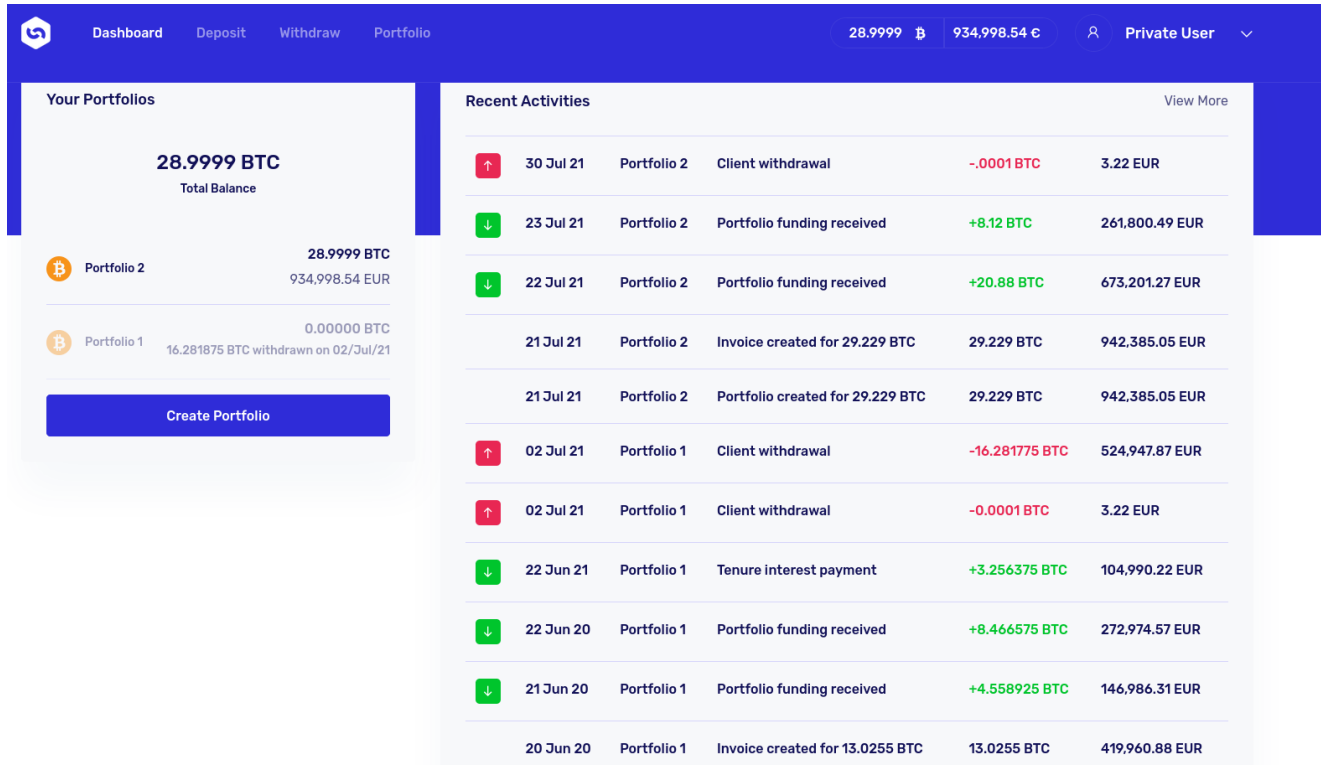 Dashboard Deposit Withdraw Portfolio 28.9999 ₿ 934,998.54 € Private User
Your Portfolios
28.9999 BTC
Total Balance
Portfolio 2 28.9999 BTC
934,998.54 EUR
Portfolio 1 0.00000 BTC
16.281875 BTC withdrawn on 02/Jul/21
Create Portfolio
Recent Activities View More
30 Jul 21 Portfolio 2 Client withdrawal -.0001 BTC 3.22 EUR
23 Jul 21 Portfolio 2 Portfolio funding received +8.12 BTC 261,800.49 EUR
22 Jul 21 Portfolio 2 Portfolio funding received +20.88 BTC 673,201.27 EUR
21 Jul 21 Portfolio 2 Invoice created for 29.229 BTC 29.229 BTC 942,385.05 EUR
21 Jul 21 Portfolio 2 Portfolio created for 29.229 BTC 29.229 BTC 942,385.05 EUR
02 Jul 21 Portfolio 1 Client withdrawal -16.281775 BTC 524,947.87 EUR
02 Jul 21 Portfolio 1 Client withdrawal -0.0001 BTC 3.22 EUR
22 Jun 21 Portfolio 1 Tenure interest payment +3.256375 BTC 104,990.22 EUR
22 Jun 20 Portfolio 1 Portfolio funding received +8.466575 BTC 272,974.57 EUR
21 Jun 20 Portfolio 1 Portfolio funding received +4.558925 BTC 146,986.31 EUR
20 Jun 20 Portfolio 1 Invoice created for 13.0255 BTC 13.0255 BTC 419,960.88 EUR